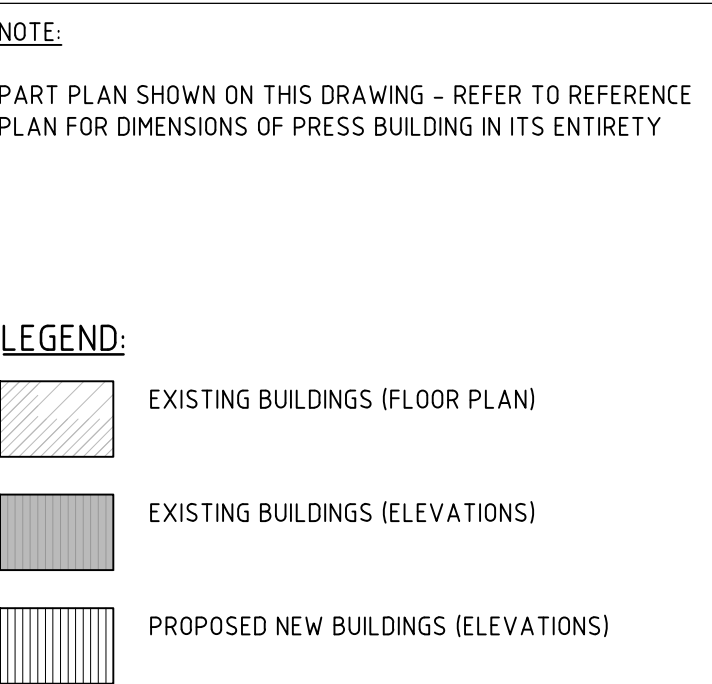 NOTE:
PART PLAN SHOWN ON THIS DRAWING - REFER TO REFERENCE
PLAN FOR DIMENSIONS OF PRESS BUILDING IN ITS ENTIRETY
LEGEND:
EXISTING BUILDINGS (FLOOR PLAN)
EXISTING BUILDINGS (ELEVATIONS)
PROPOSED NEW BUILDINGS (ELEVATIONS)